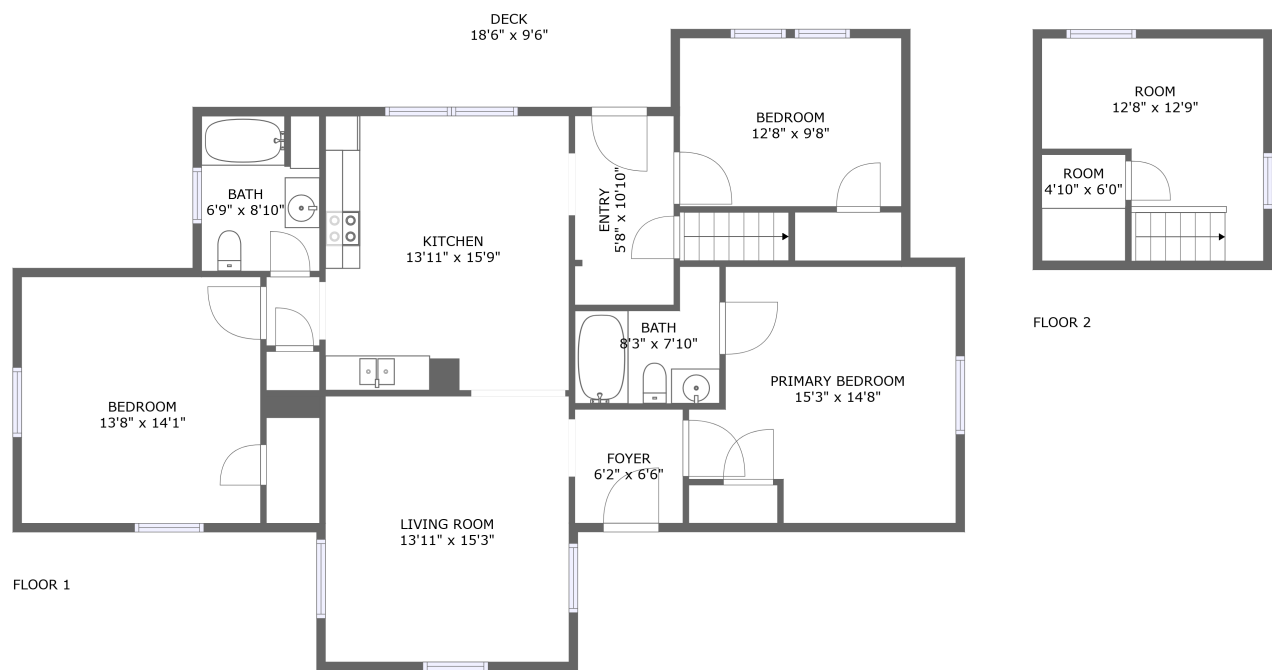 DECK
18'6" x 9'6"
BEDROOM
12'8" x 9'8"
ROOM
12'8" x 12'9"
ROOM
4'10" x 6'0"
BATH
6'9" x 8'10"
ENTRY
5'8" x 10'10"
KITCHEN
13'11" x 15'9"
FLOOR 2
BATH
8'3" x 7'10"
PRIMARY BEDROOM
15'3" x 14'8"
BEDROOM
13'8" x 14'1"
FOYER
6'2" x 6'6"
LIVING ROOM
13'11" x 15'3"
FLOOR 1